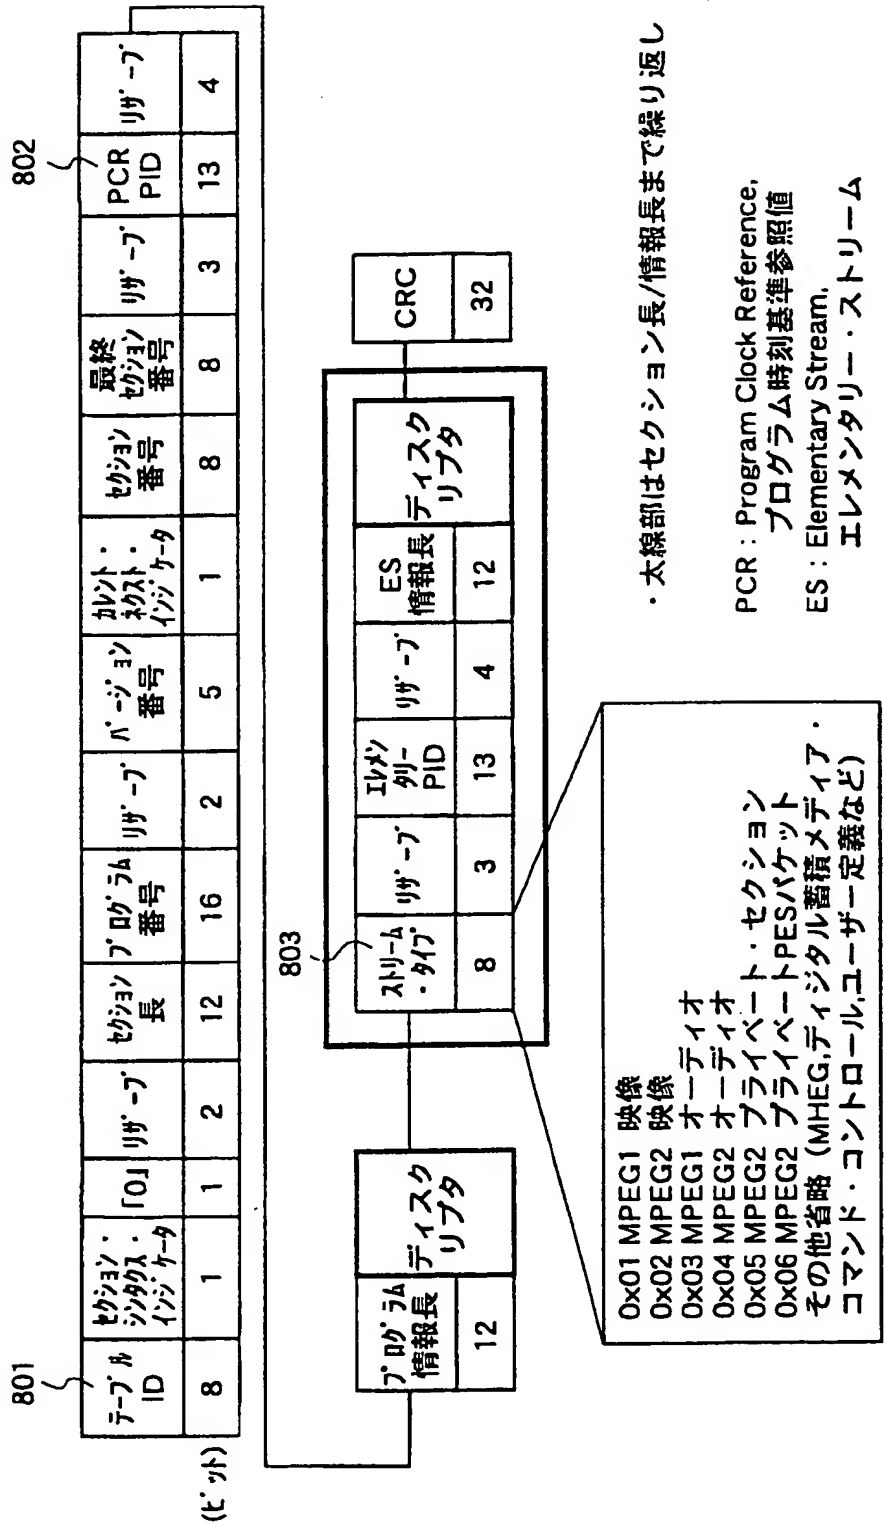 801
802
テーブル
ID
セクション・
シンタクス・
インジケータ
「0」
リザーブ
セクション
長
プログラム
番号
リザーブ
バージョン
番号
カレント・
ネクスト・
インジケータ
セクション
番号
最終
セクション
番号
リザーブ
PCR
PID
リザーブ
(ビット)
8
1
1
2
12
16
2
5
1
8
8
3
13
4
803
プログラム
情報長
12
ディスク
リプタ
ストリーム
・タイプ
8
リザーブ
3
エレメン
タリー
PID
13
リザーブ
4
ES
情報長
12
ディスク
リプタ
CRC
32
0x01 MPEG1 映像
0x02 MPEG2 映像
0x03 MPEG1 オーディオ
0x04 MPEG2 オーディオ
0x05 MPEG2 プライベート・セクション
0x06 MPEG2 プライベートPESパケット
その他省略 (MHEG,ディジタル蓄積メディア・
コマンド・コントロール,ユーザー定義など)
・太線部はセクション長/情報長まで繰り返し
PCR : Program Clock Reference,
プログラム時刻基準参照値
ES : Elementary Stream,
エレメンタリー・ストリーム